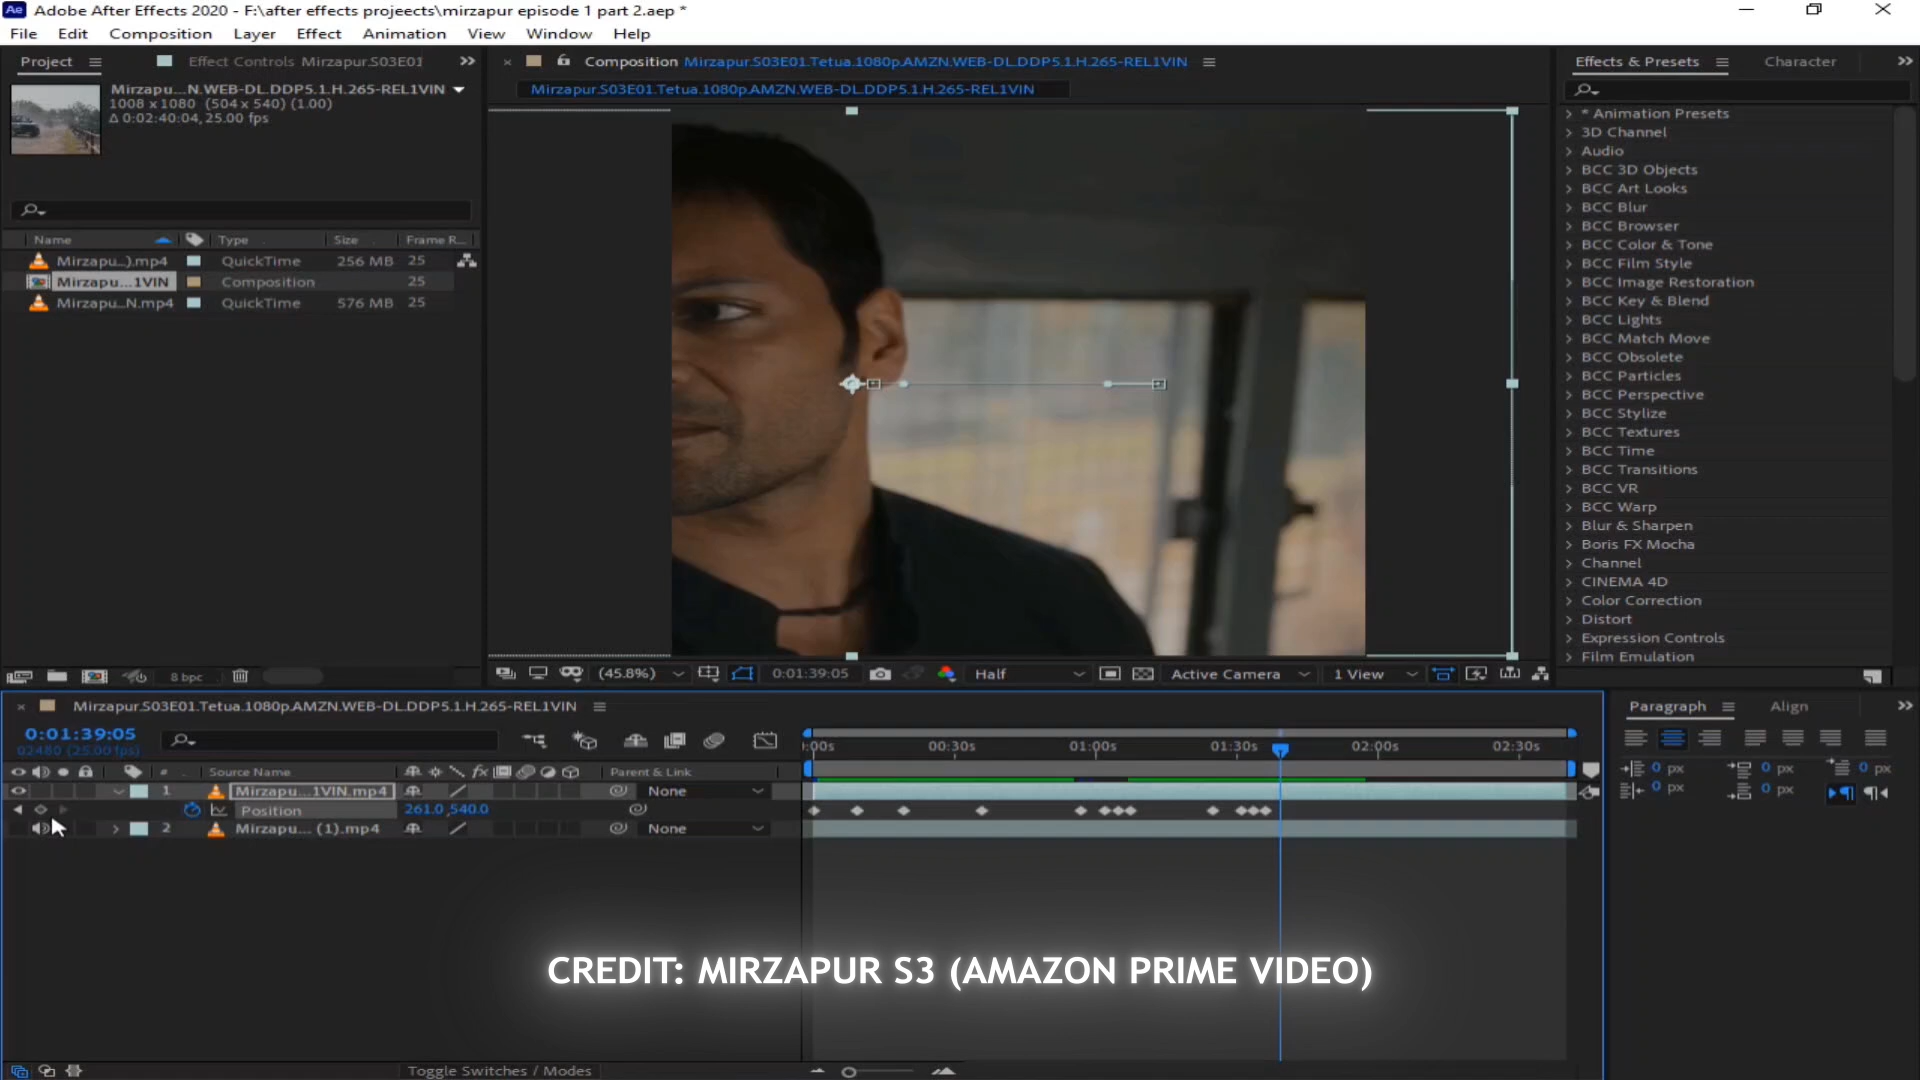 Adobe After Effects 2020 - F:\after effects projeects\mirzapur episode 1 part 2.aep *
File Edit Composition Layer Effect Animation View Window Help
Project
Effect Controls Mirzapur.S03E01
Mirzapu...N.WEB-DL.DDP5.1.H.265-REL1VIN
1008 x 1080 (504 x 540) (1.00)
Δ 0:02:40:04, 25.00 fps
Name Type Size Frame R...
Mirzapu...).mp4 QuickTime 256 MB 25
Mirzapu...1VIN Composition 25
Mirzapu...N.mp4 QuickTime 576 MB 25
8 bpc
Composition Mirzapur.S03E01.Tetua.1080p.AMZN.WEB-DL.DDP5.1.H.265-REL1VIN
Mirzapur.S03E01.Tetua.1080p.AMZN.WEB-DL.DDP5.1.H.265-REL1VIN
(45.8%) 0:01:39:05 Half Active Camera 1 View
Effects & Presets Character
* Animation Presets
3D Channel
Audio
BCC 3D Objects
BCC Art Looks
BCC Blur
BCC Browser
BCC Color & Tone
BCC Film Style
BCC Image Restoration
BCC Key & Blend
BCC Lights
BCC Match Move
BCC Obsolete
BCC Particles
BCC Perspective
BCC Stylize
BCC Textures
BCC Time
BCC Transitions
BCC VR
BCC Warp
Blur & Sharpen
Boris FX Mocha
Channel
CINEMA 4D
Color Correction
Distort
Expression Controls
Film Emulation
Mirzapur.S03E01.Tetua.1080p.AMZN.WEB-DL.DDP5.1.H.265-REL1VIN
0:01:39:05
02480 (25.00 fps)
:00s 00:30s 01:00s 01:30s 02:00s 02:30s
# Source Name Parent & Link
1 Mirzapu...1VIN.mp4 None
Position 261.0,540.0
2 Mirzapu... (1).mp4 None
Toggle Switches / Modes
Paragraph Align
0 px 0 px 0 px
0 px 0 px
CREDIT: MIRZAPUR S3 (AMAZON PRIME VIDEO)